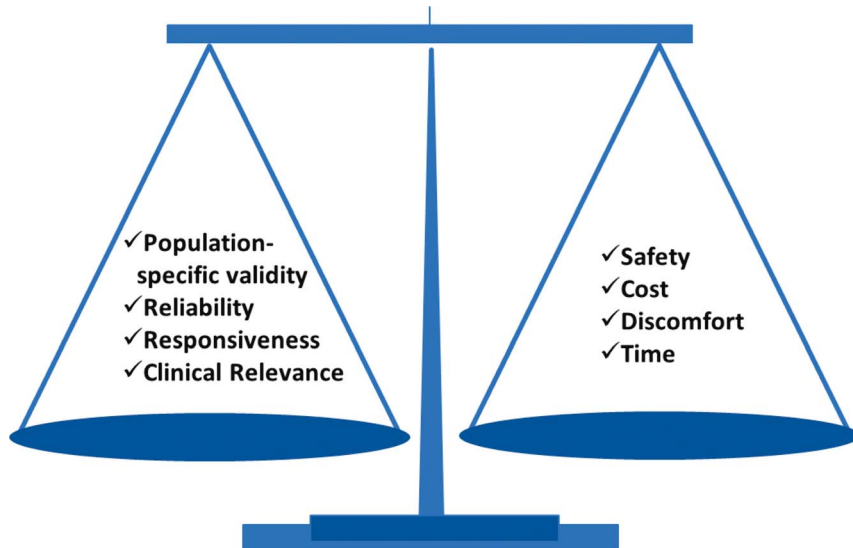 ✓Population-
specific validity
✓Reliability
✓Responsiveness
✓Clinical Relevance
✓Safety
✓Cost
✓Discomfort
✓Time